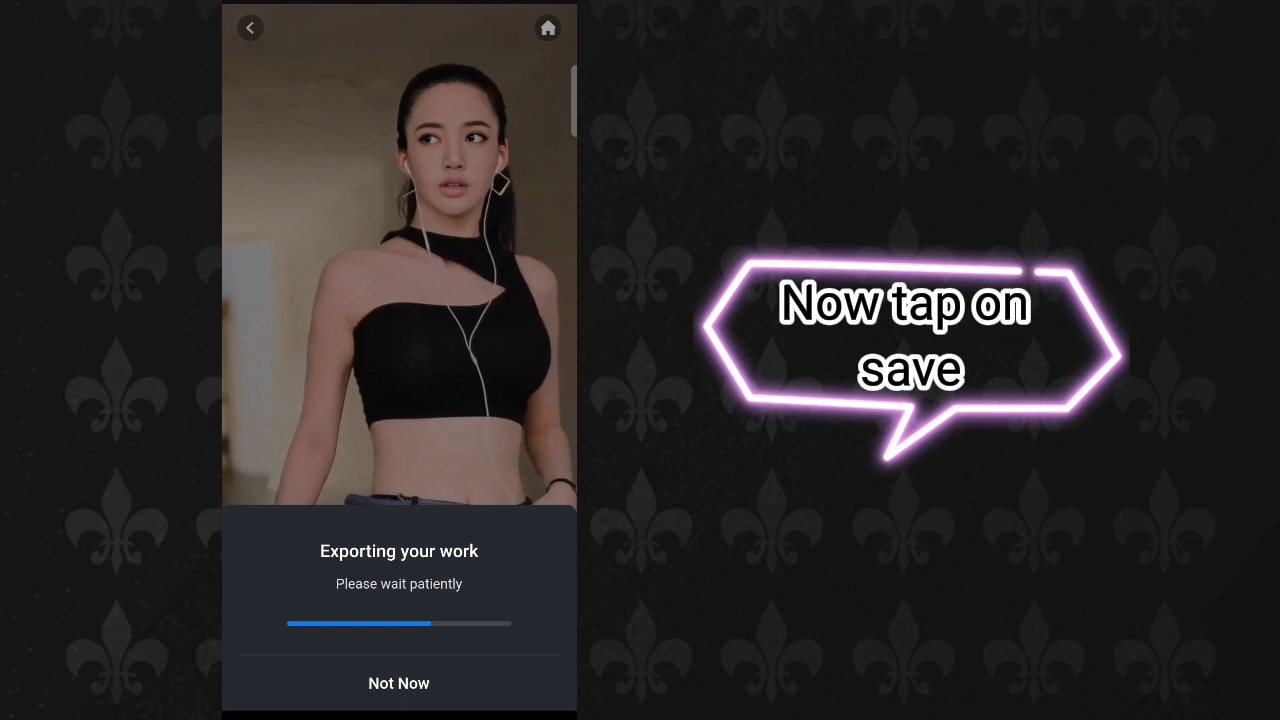 Exporting your work
Please wait patiently
Not Now
Now tap on
save